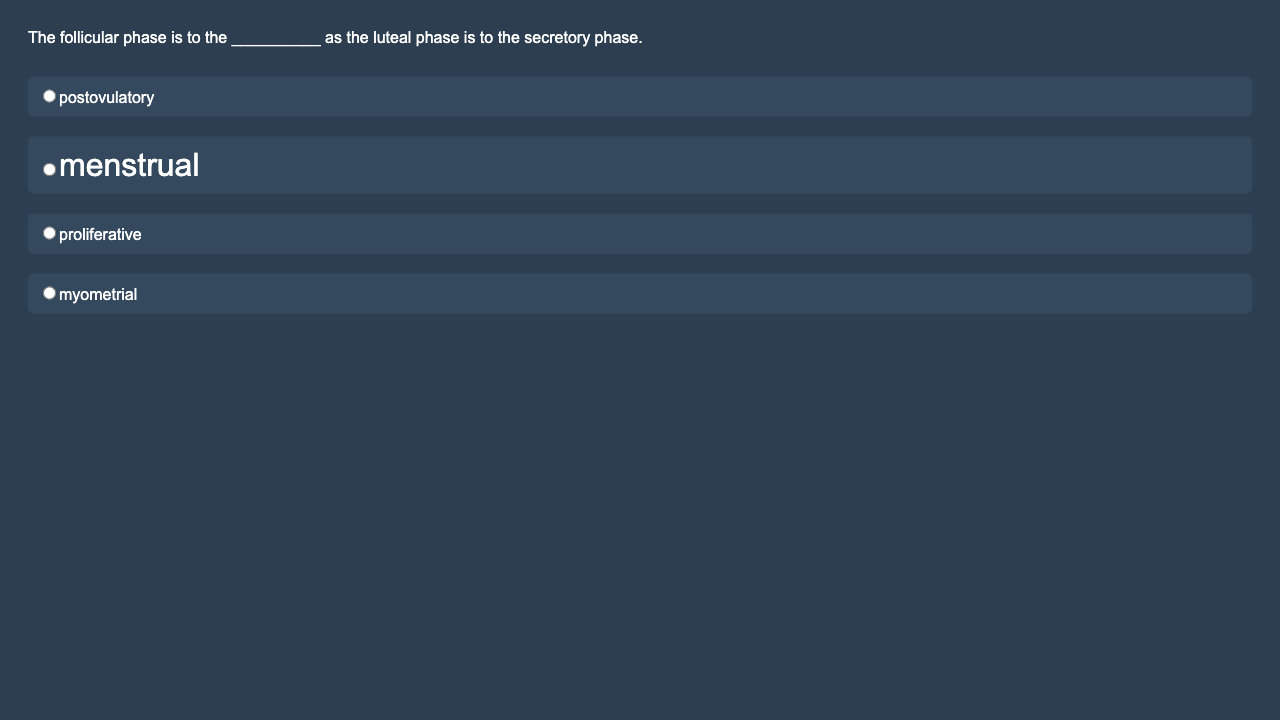 The follicular phase is to the __________ as the luteal phase is to the secretory phase.
postovulatory
menstrual
proliferative
myometrial